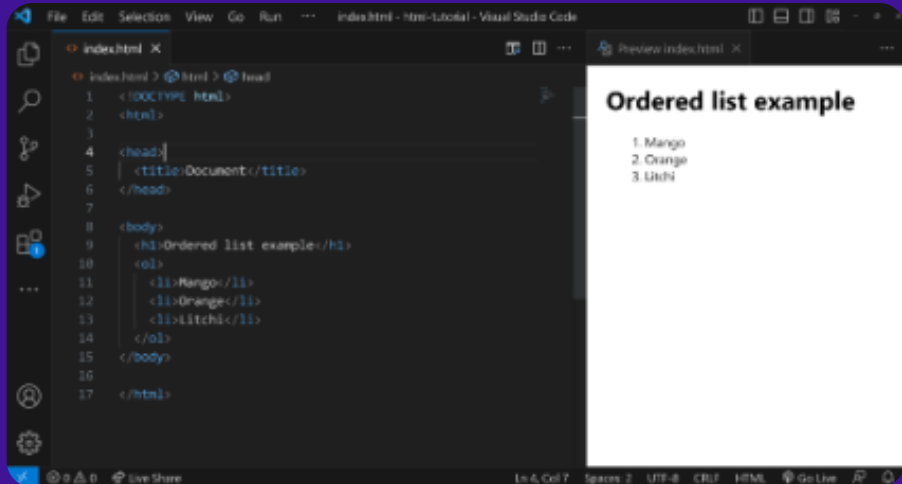 File Edit Selection View Go Run ··· index.html - html-tutorial - Visual Studio Code
index.html ×
Preview index.html ×
index.html > html > head
1 <!DOCTYPE html>
2 <html>
3
4 <head>
5 <title>Document</title>
6 </head>
7
8 <body>
9 <h1>Ordered list example</h1>
10 <ol>
11 <li>Mango</li>
12 <li>Orange</li>
13 <li>Litchi</li>
14 </ol>
15 </body>
16
17 </html>
Ordered list example
1. Mango
2. Orange
3. Litchi
1
0 0 Live Share Ln 4, Col 7 Spaces: 2 UTF-8 CRLF HTML Go Live